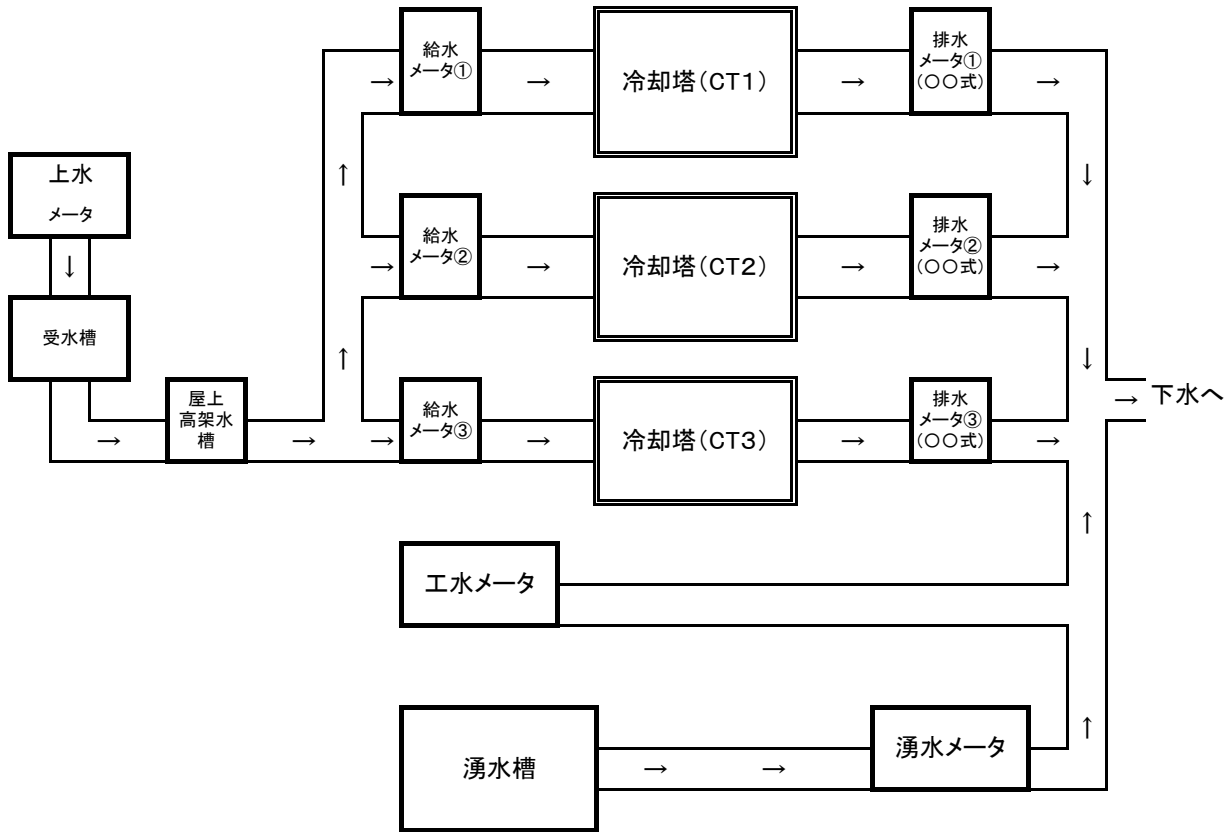 給水
メータ①
冷却塔（CT1）
排水
メータ①
(〇〇式)
→
→
→
→
上水
メータ
↑
↓
給水
メータ②
冷却塔（CT2）
排水
メータ②
(〇〇式)
↓
→
→
→
→
受水槽
↑
↓
屋上
高架水
槽
給水
メータ③
冷却塔（CT3）
排水
メータ③
(〇〇式)
→ 下水へ
→
→
→
→
→
→
↑
工水メータ
湧水槽
→
→
湧水メータ
↑